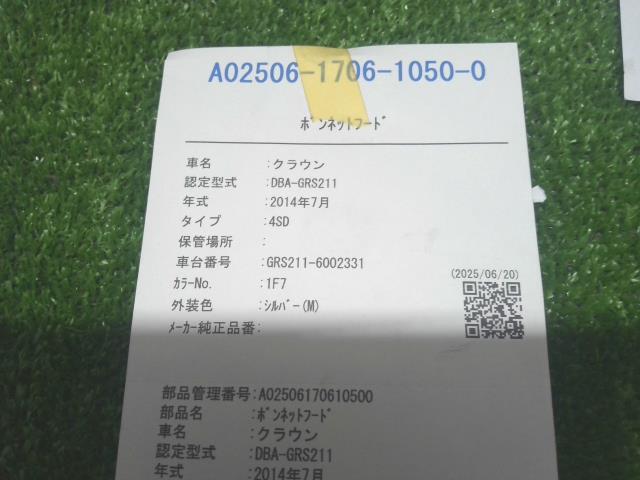 A02506-1706-1050-0
ﾎﾞﾝﾈｯﾄﾌｰﾄﾞ
車名 :クラウン
認定型式 :DBA-GRS211
年式 :2014年7月
タイプ :4SD
保管場所 :
車台番号 :GRS211-6002331
ｶﾗｰNo. :1F7
(2025/06/20)
外装色 :ｼﾙﾊﾞｰ(M)
メーカー純正品番:
部品管理番号:A02506170610500
部品名 :ﾎﾞﾝﾈｯﾄﾌｰﾄﾞ
車名 :クラウン
認定型式 :DBA-GRS211
年式 :2014年7月